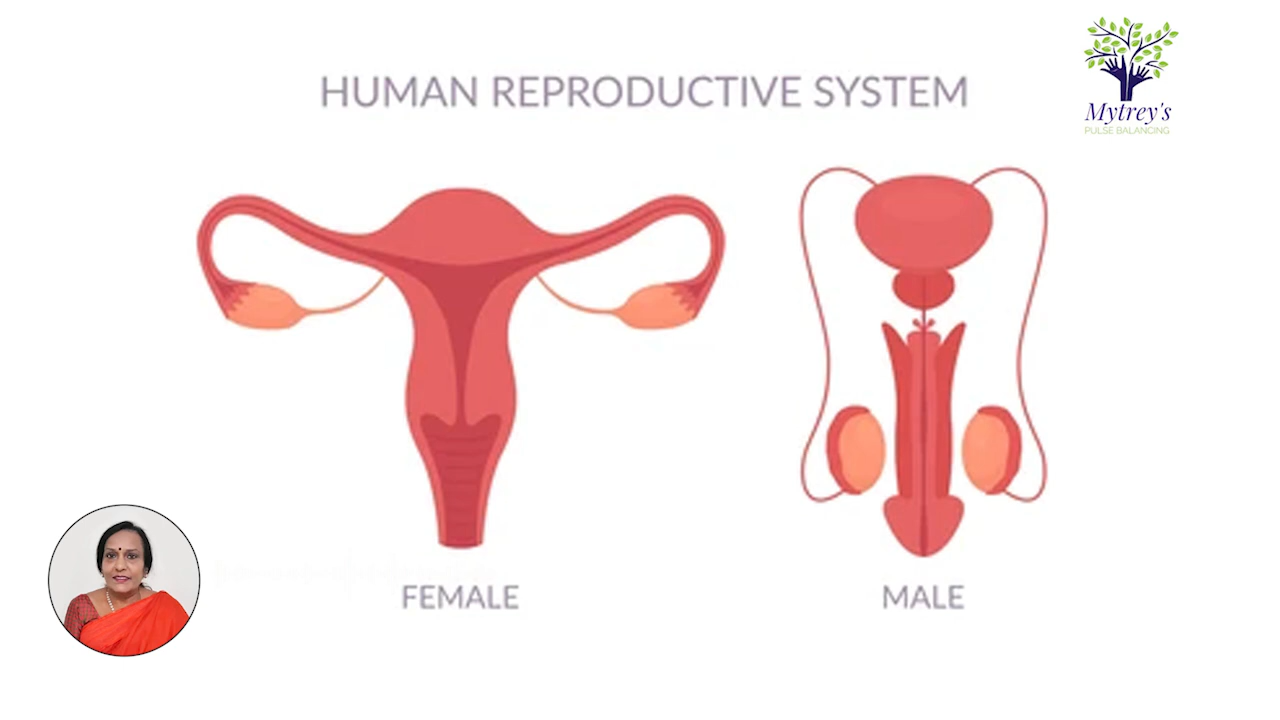 HUMAN REPRODUCTIVE SYSTEM
Mytrey's
PULSE BALANCING
FEMALE
MALE